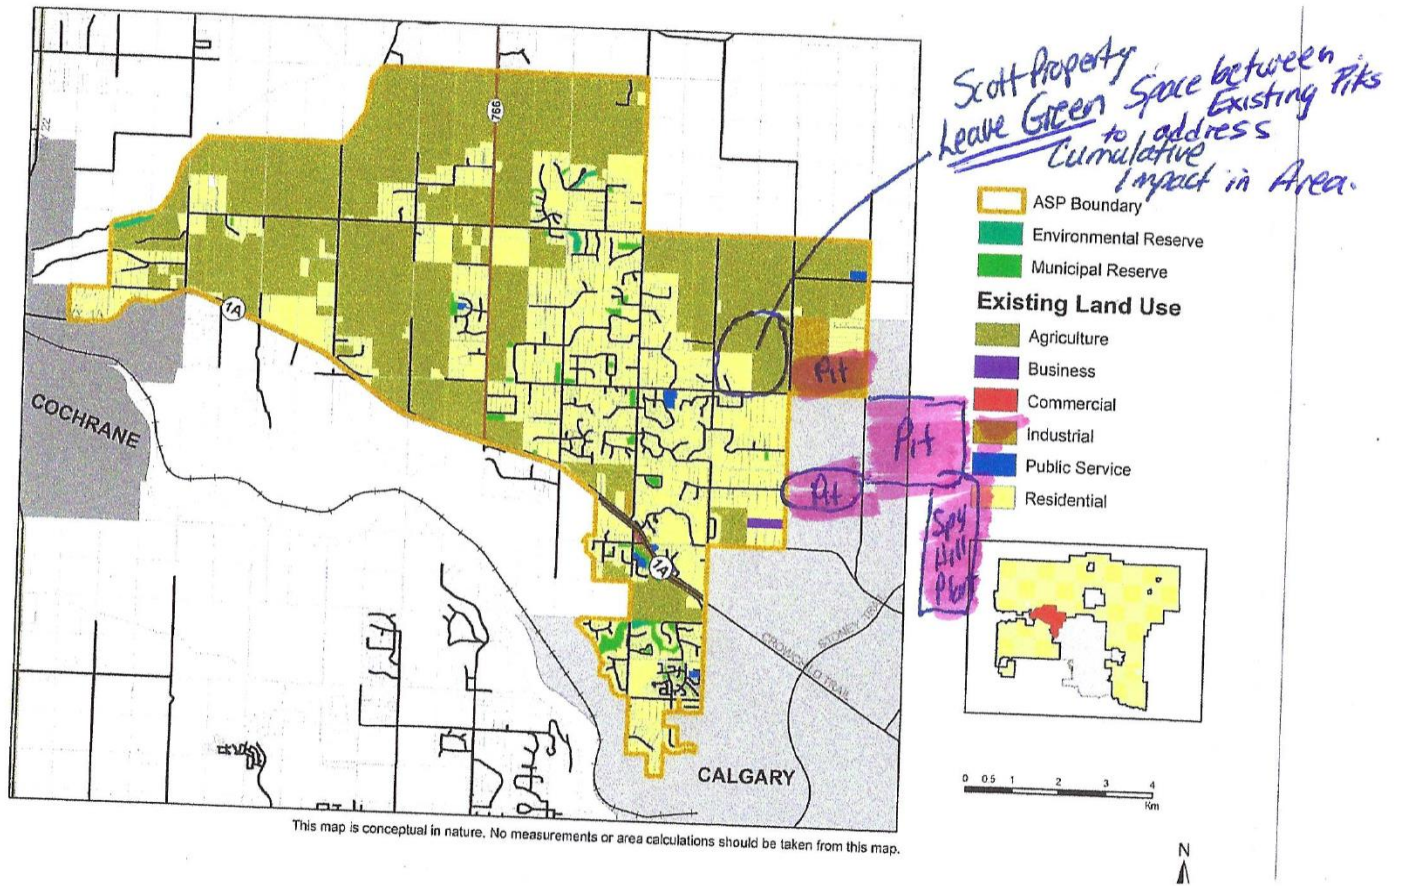 Scott Property
Leave Green Space between
Existing Pits
to address
Cumulative
Impact in Area.
ASP Boundary
Environmental Reserve
Municipal Reserve
Existing Land Use
Agriculture
Business
Commercial
Industrial
Public Service
Residential
766
1A
COCHRANE
Pit
Pit
Pit
Spy
Hill
1A
CROWCHILD TRAIL
STONEY TRAIL
CALGARY
0 0.5 1 2 3 4
Km
This map is conceptual in nature. No measurements or area calculations should be taken from this map.
N